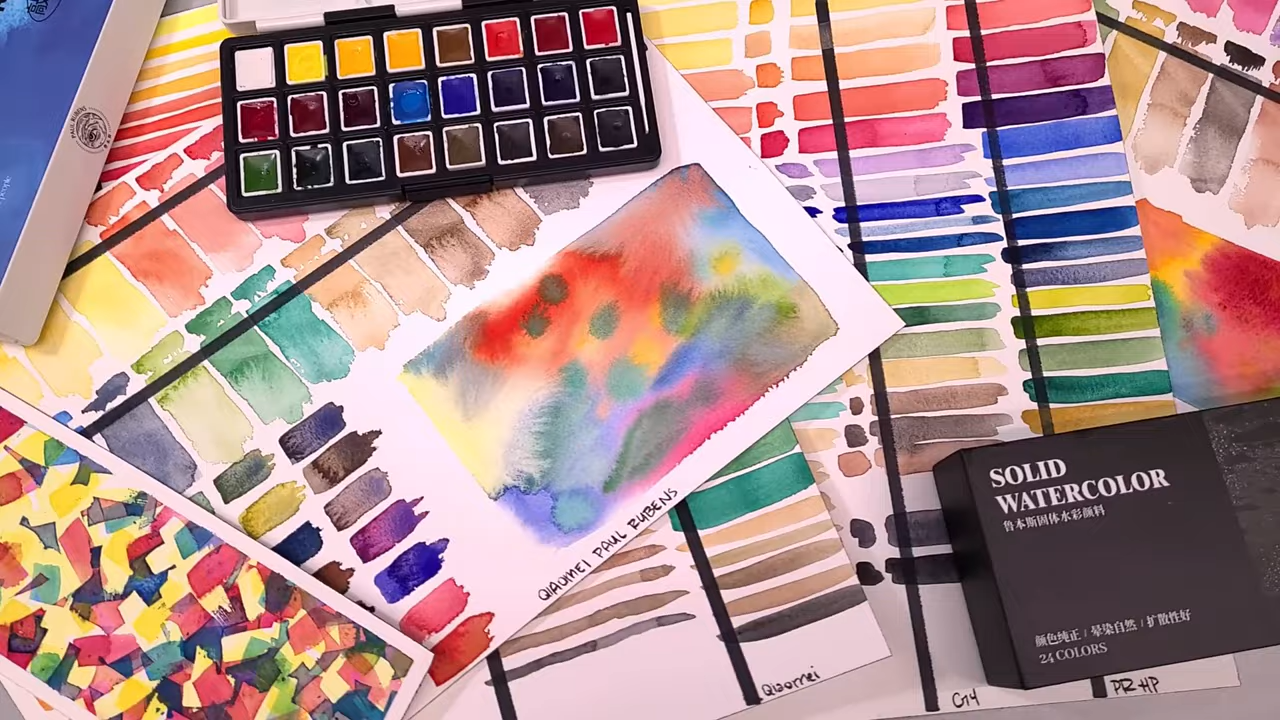 QIAOMEI PAUL RUBENS
SOLID
WATERCOLOR
鲁本斯固体水彩颜料
颜色纯正 / 晕染自然 / 扩散性好
24 COLORS
Qiaomei
G4
PR HP